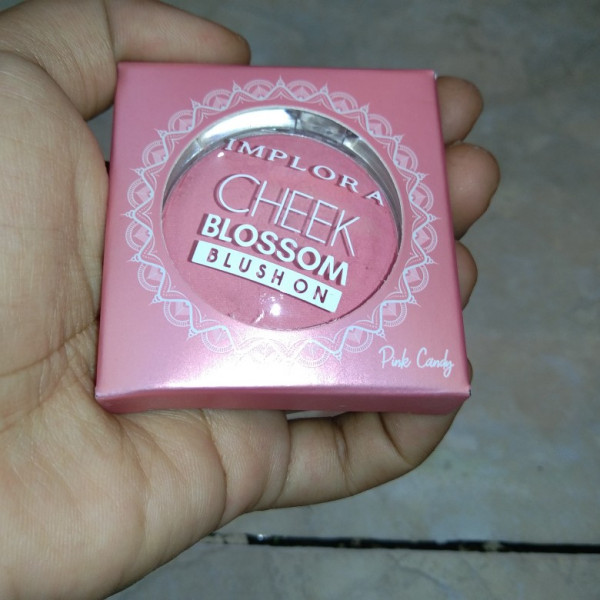 IMPLORA
CHEEK
BLOSSOM
BLUSH ON
Pink Candy